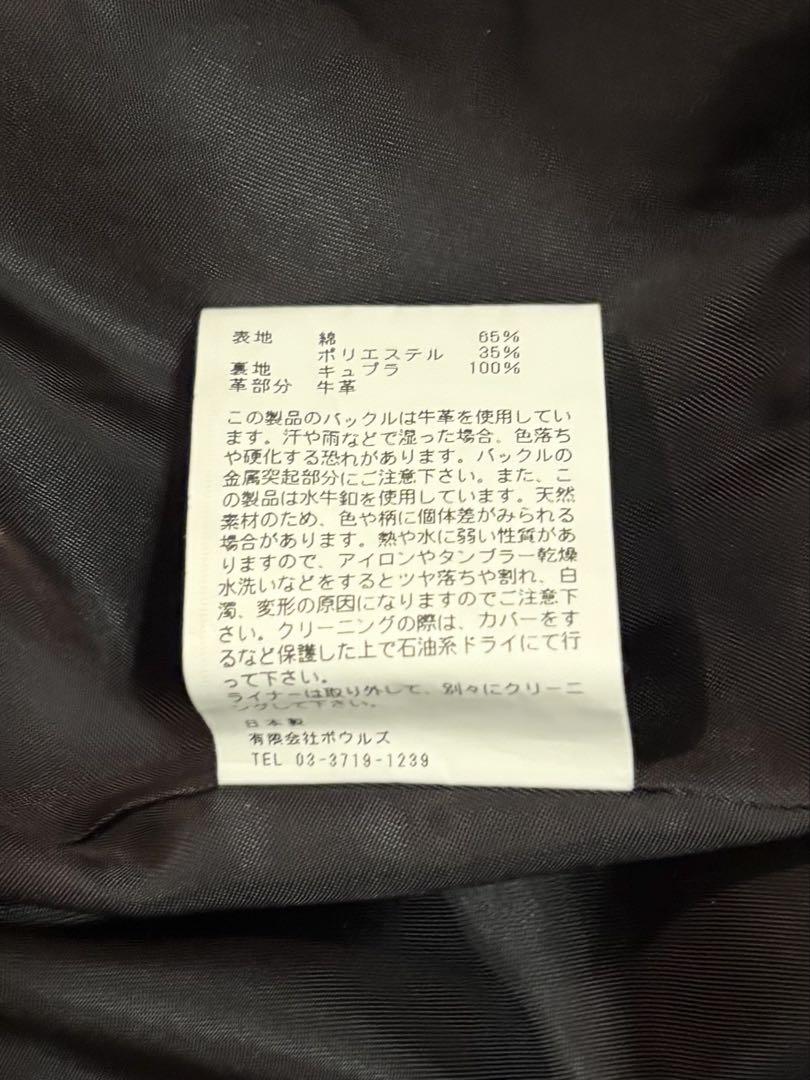 表地 綿 65%
ポリエステル 35%
裏地 キュプラ 100%
革部分 牛革
この製品のバックルは牛革を使用してい
ます。汗や雨などで湿った場合、色落ち
や硬化する恐れがあります。バックルの
金属突起部分にご注意下さい。また、こ
の製品は水牛釦を使用しています。天然
素材のため、色や柄に個体差がみられる
場合があります。熱や水に弱い性質があ
りますので、アイロンやタンブラー乾燥
水洗いなどをするとツヤ落ちや割れ、白
濁、変形の原因になりますのでご注意下
さい。クリーニングの際は、カバーをす
るなど保護した上で石油系ドライにて行
って下さい。
ライナーは取り外して、別々にクリーニ
ングして下さい。
日本製
有限会社ボウルズ
TEL 03-3719-1239